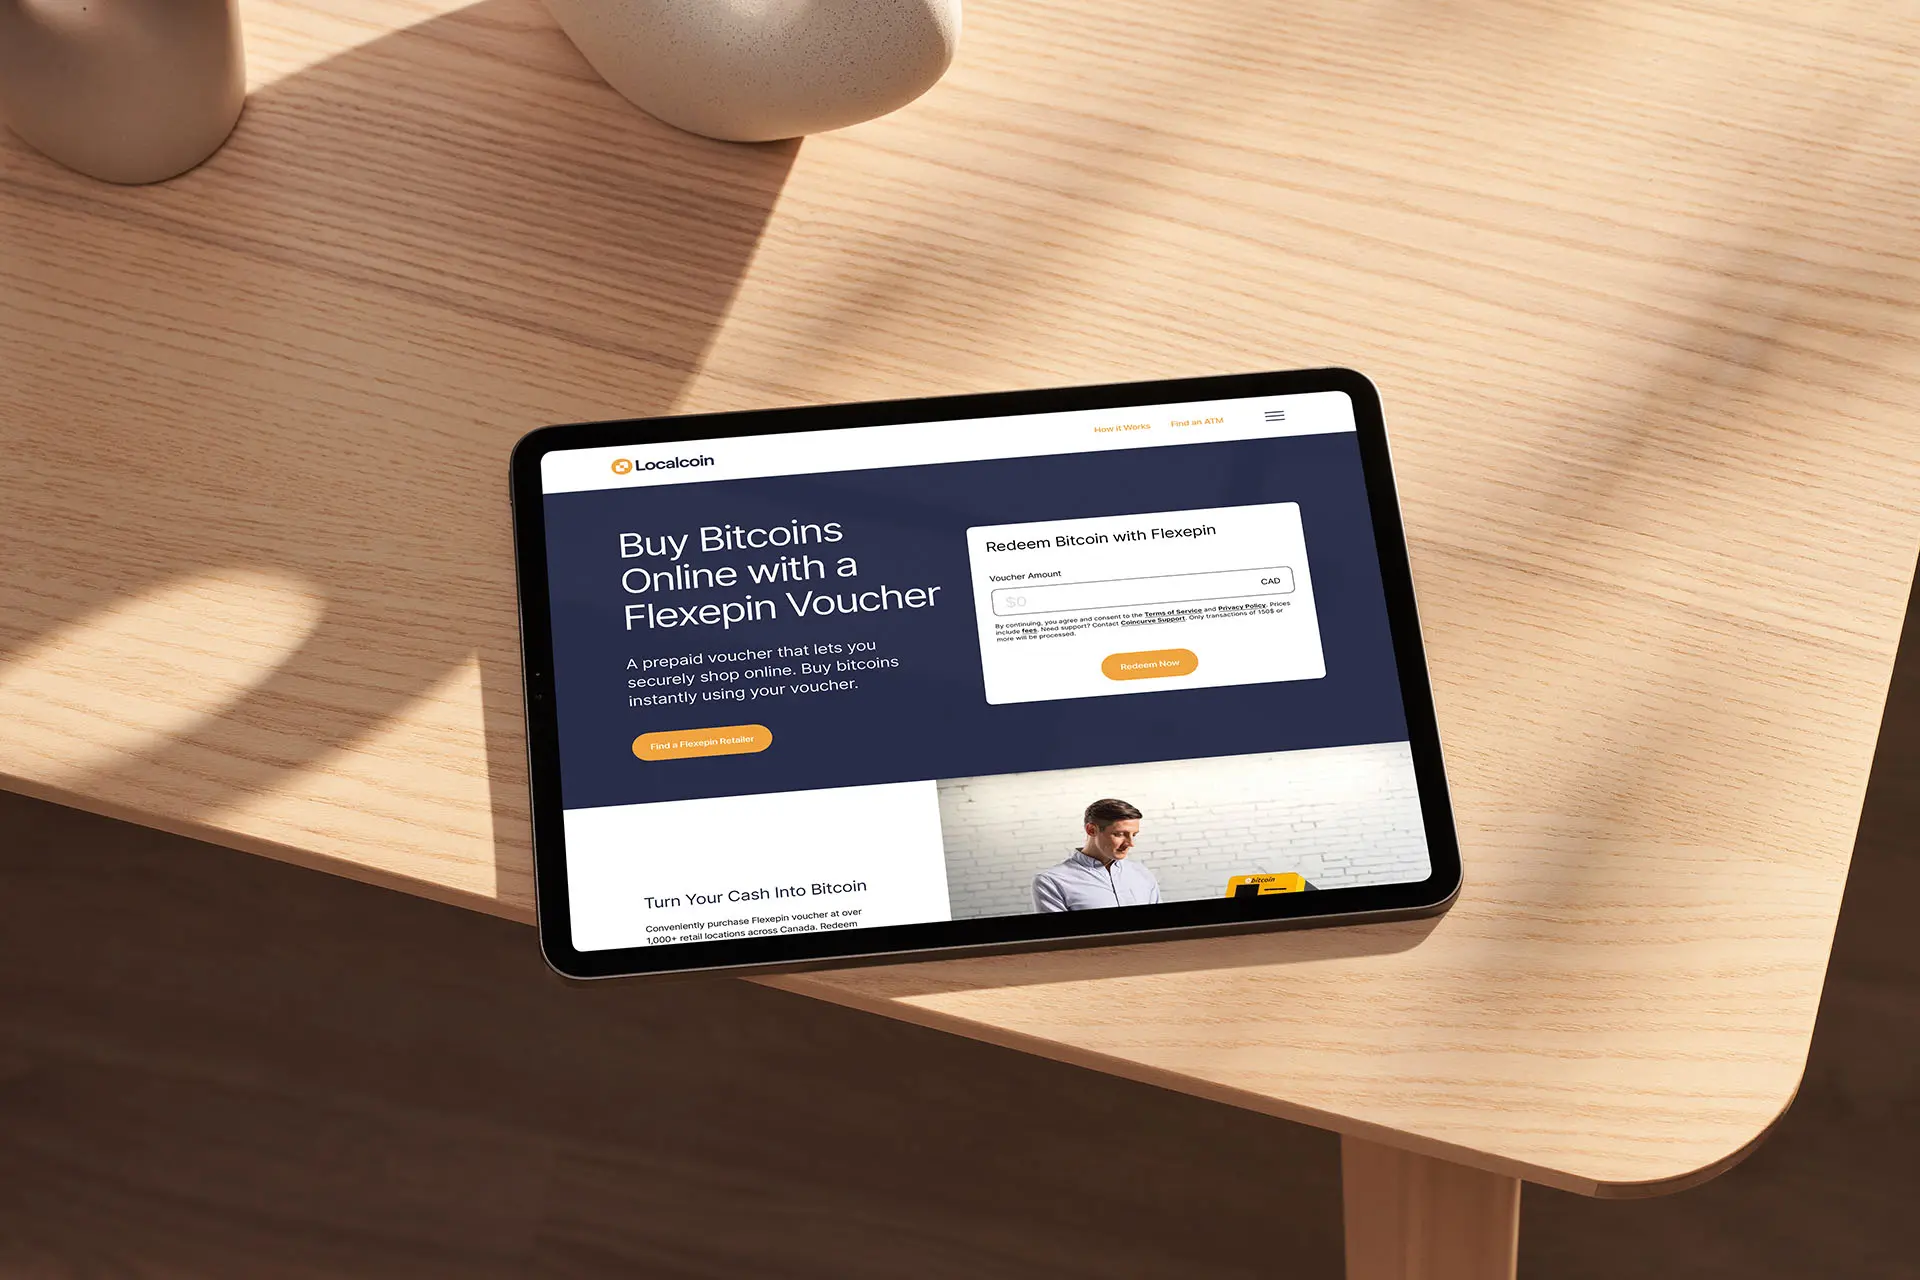 Localcoin
How it Works
Find an ATM
Buy Bitcoins
Online with a
Flexepin Voucher
A prepaid voucher that lets you
securely shop online. Buy bitcoins
instantly using your voucher.
Find a Flexepin Retailer
Redeem Bitcoin with Flexepin
Voucher Amount
$0
CAD
By continuing, you agree and consent to the Terms of Service and Privacy Policy. Prices
include fees. Need support? Contact Coincurve Support. Only transactions of 150$ or
more will be processed.
Redeem Now
Turn Your Cash Into Bitcoin
Conveniently purchase Flexepin voucher at over
1,000+ retail locations across Canada. Redeem
bitcoin